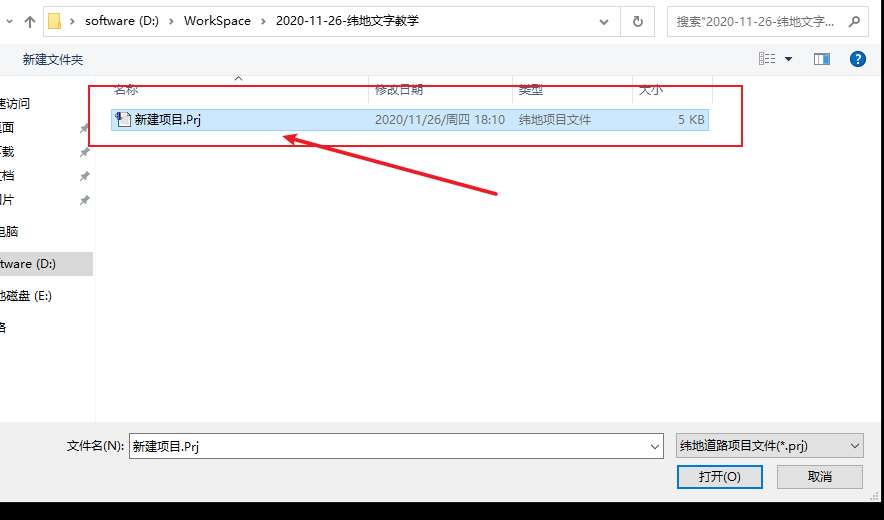 software (D:) WorkSpace 2020-11-26-纬地文字教学 搜索"2020-11-26-纬地文字...
新建文件夹
名称 修改日期 类型 大小
速访问
新建项目.Prj 2020/11/26/周四 18:10 纬地项目文件 5 KB
桌面
下载
文档
图片
电脑
ftware (D:)
地磁盘 (E:)
络
文件名(N): 新建项目.Prj 纬地道路项目文件(*.prj)
打开(O) 取消